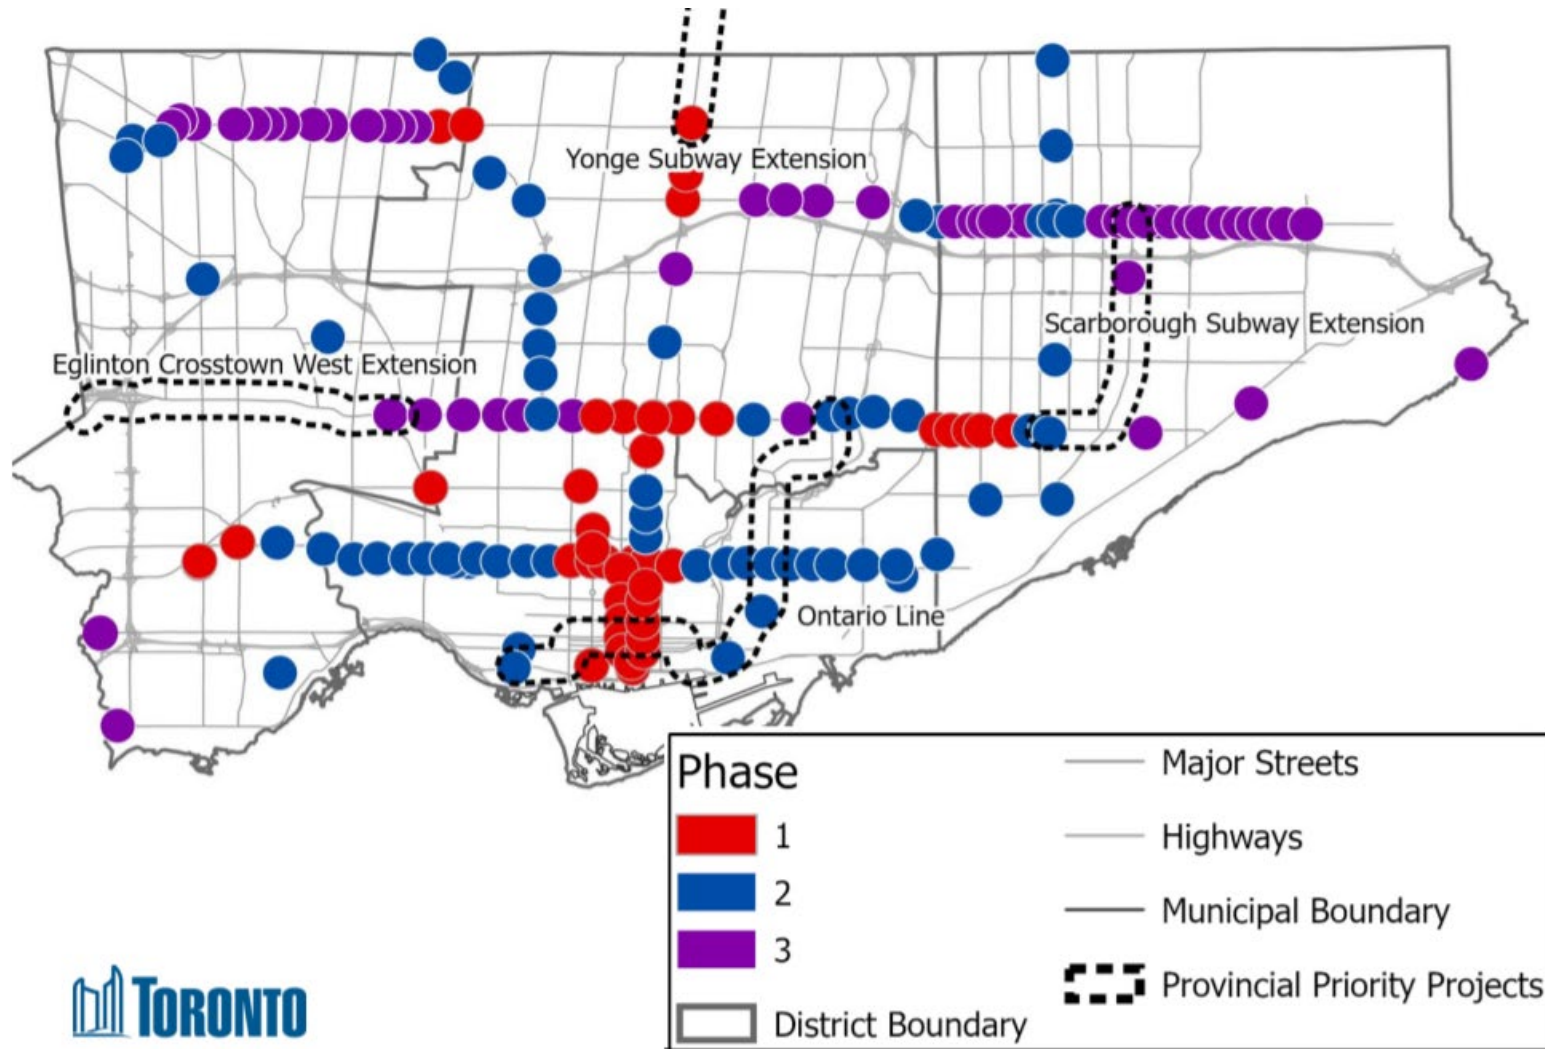 Yonge Subway Extension
Scarborough Subway Extension
Eglinton Crosstown West Extension
Ontario Line
Phase
1
2
3
District Boundary
Major Streets
Highways
Municipal Boundary
Provincial Priority Projects
TORONTO